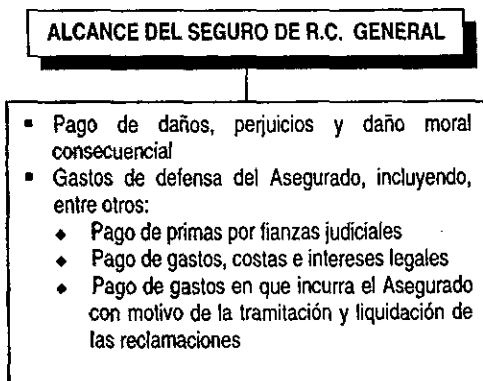 ALCANCE DEL SEGURO DE R.C. GENERAL
▪ Pago de daños, perjuicios y daño moral
consecuencial
▪ Gastos de defensa del Asegurado, incluyendo,
entre otros:
♦ Pago de primas por fianzas judiciales
♦ Pago de gastos, costas e intereses legales
♦ Pago de gastos en que incurra el Asegurado
con motivo de la tramitación y liquidación de
las reclamaciones